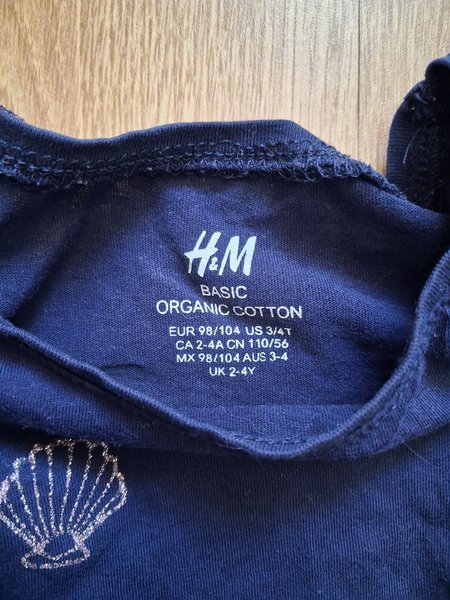 H&M
BASIC
ORGANIC COTTON
EUR 98/104 US 3/4T
CA 2-4A CN 110/56
MX 98/104 AUS 3-4
UK 2-4Y